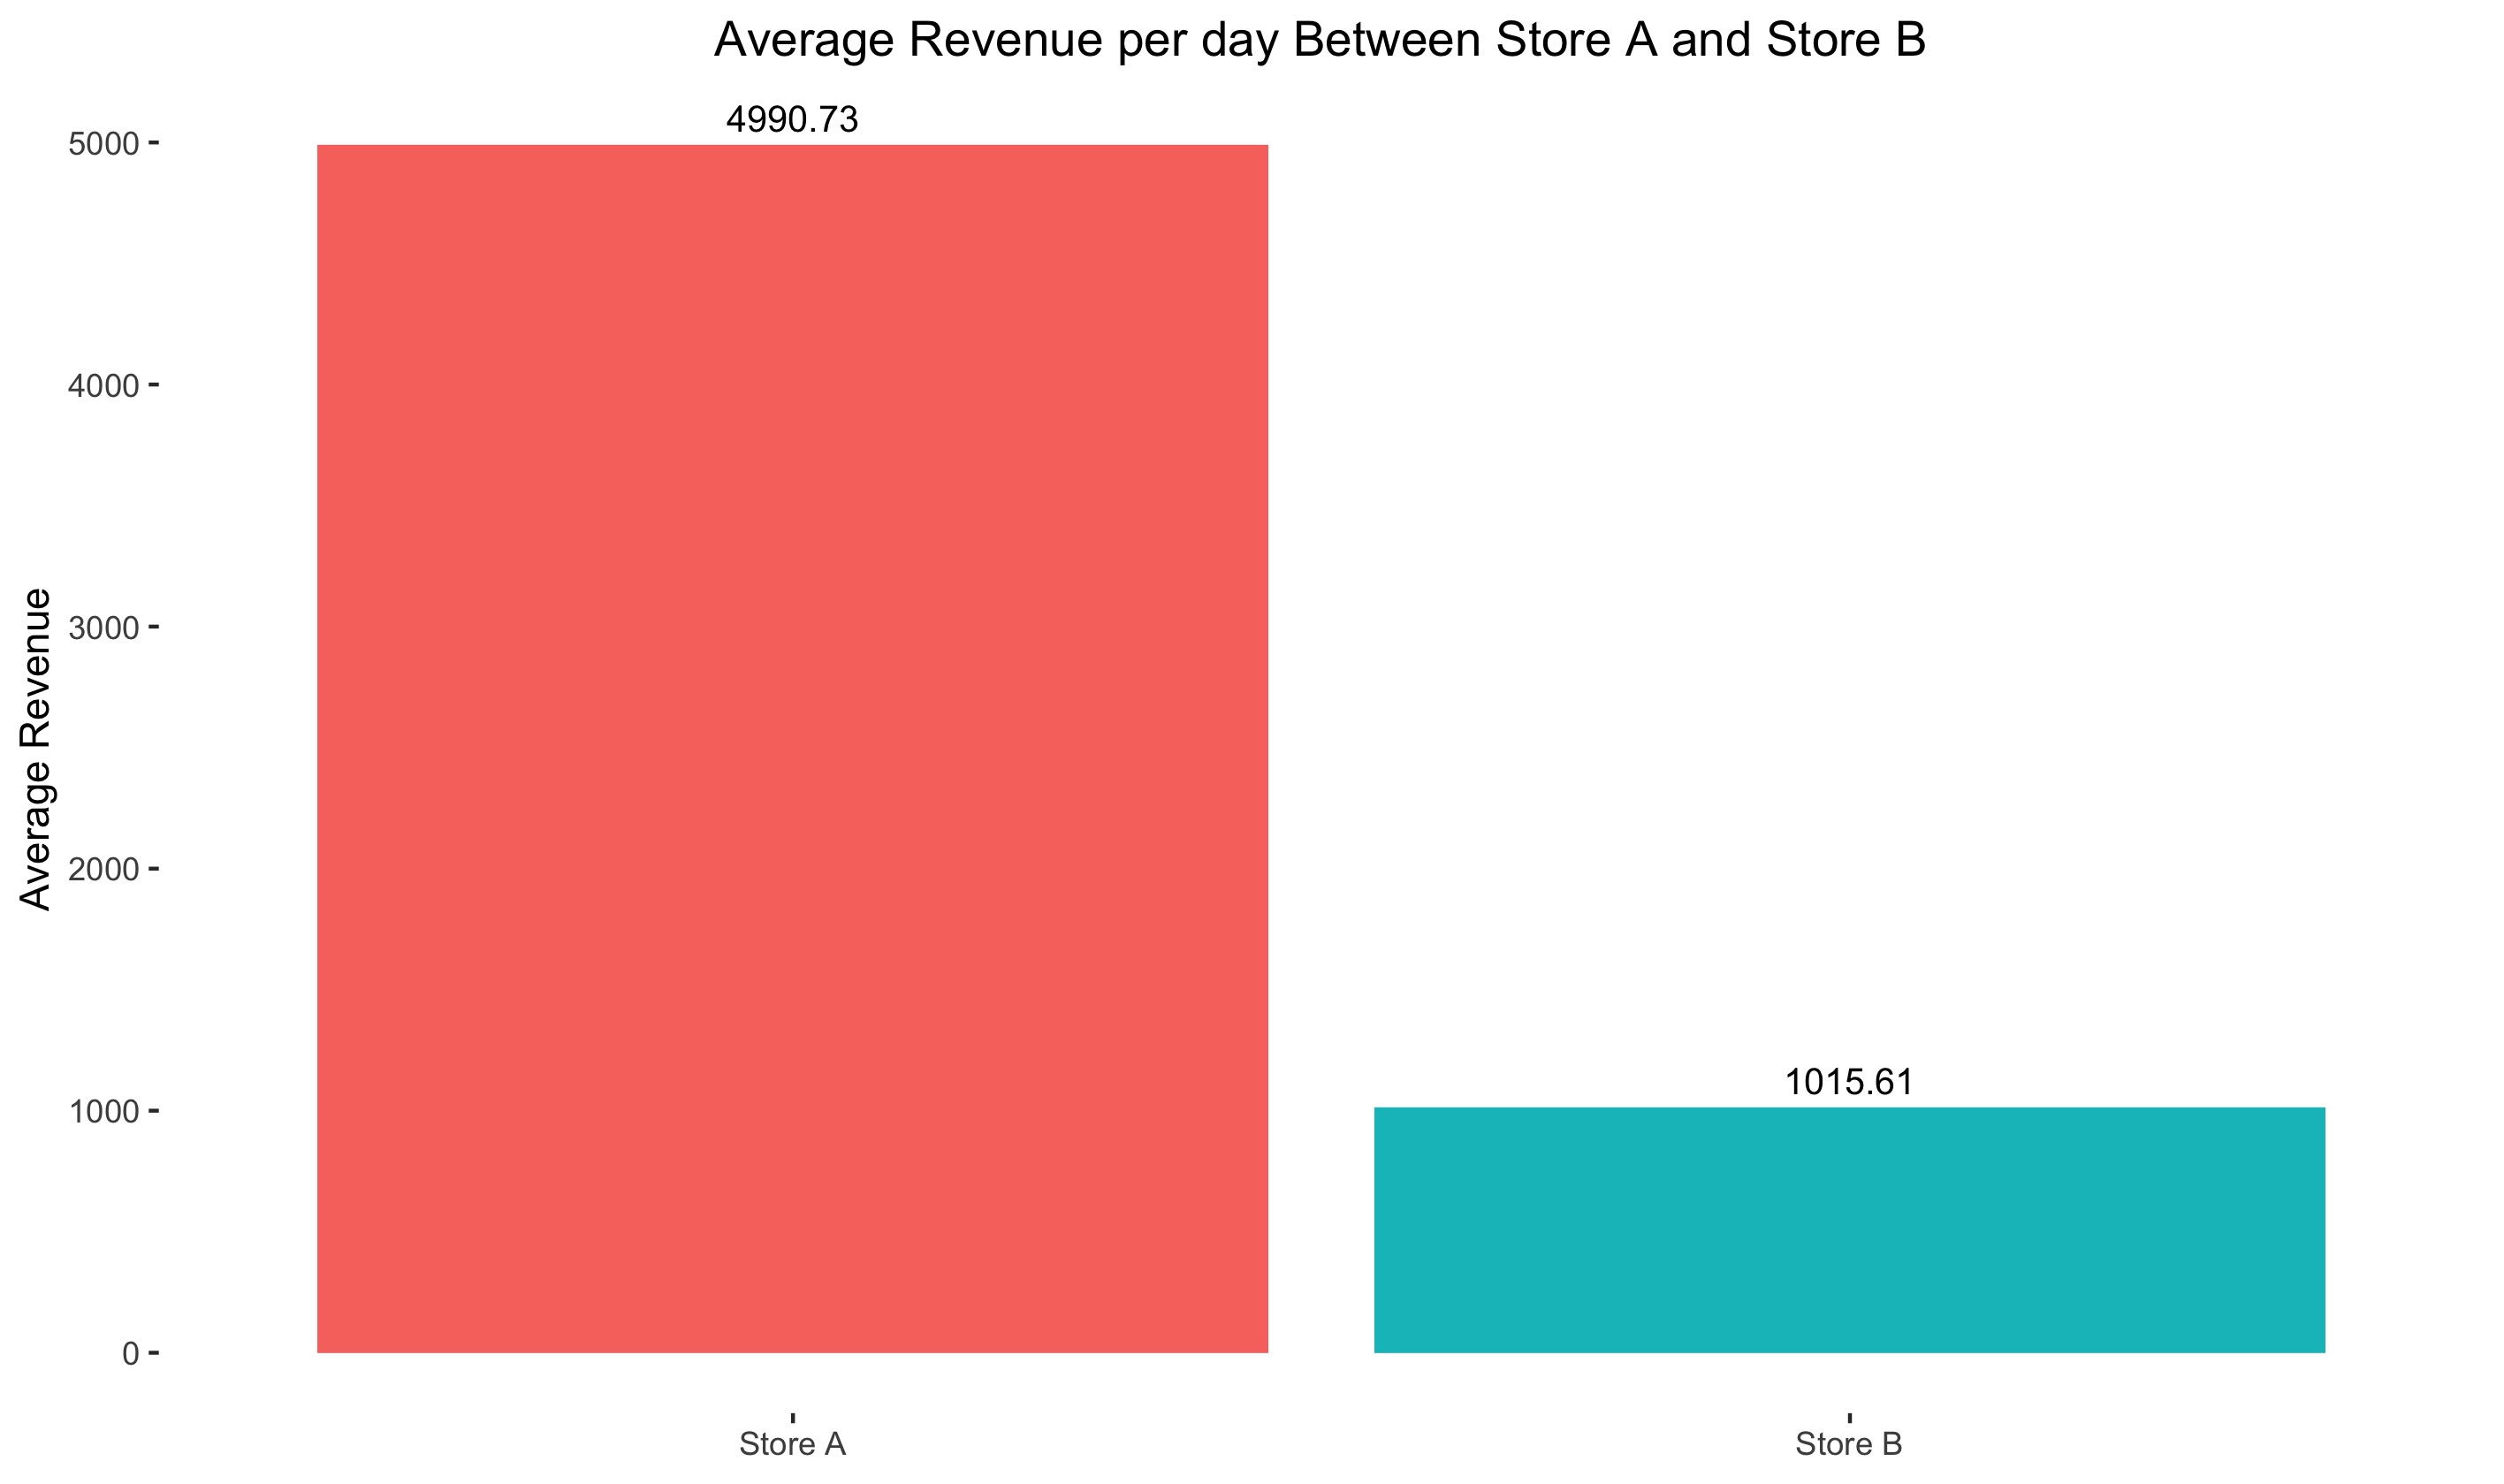 Average Revenue per day Between Store A and Store B
4990.73
5000
4000
3000
2000
1000
0
Average Revenue
1015.61
Store A
Store B